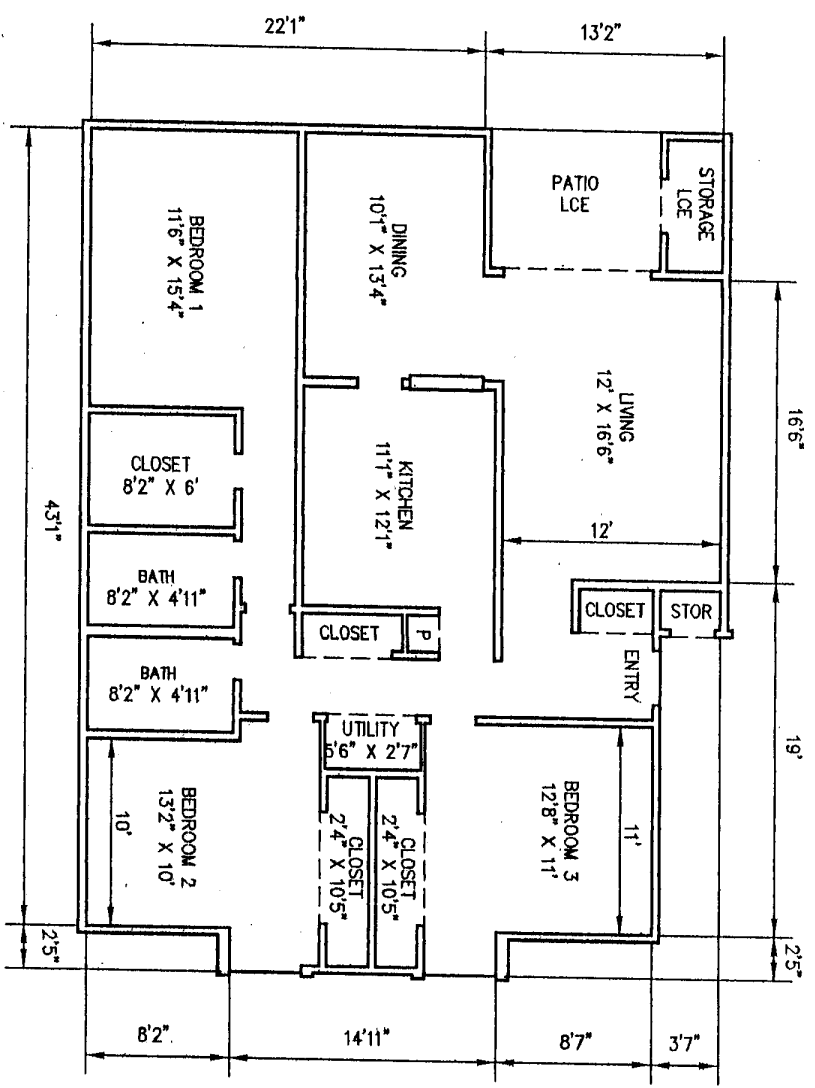 22'1"
13'2"
STORAGE
LCE
PATIO
LCE
DINING
10'1" X 13'4"
BEDROOM 1
11'6" X 15'4"
LIVING
12' X 16'6"
16'6"
CLOSET
8'2" X 6'
KITCHEN
11'1" X 12'1"
43'1"
12'
BATH
8'2" X 4'11"
CLOSET
STOR
CLOSET
P
ENTRY
BATH
8'2" X 4'11"
UTILITY
5'6" X 2'7"
19'
BEDROOM 2
13'2" X 10'
10'
CLOSET
2'4" X 10'5"
CLOSET
2'4" X 10'5"
BEDROOM 3
12'8" X 11'
11'
2'5"
2'5"
8'2"
14'11"
8'7"
3'7"